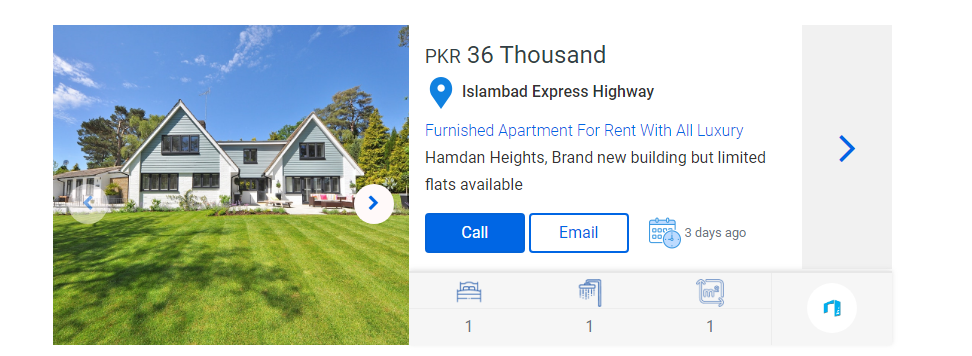 PKR 36 Thousand
Islambad Express Highway
Furnished Apartment For Rent With All Luxury
Hamdan Heights, Brand new building but limited
flats available
Call
Email
3 days ago
m²
1
1
1